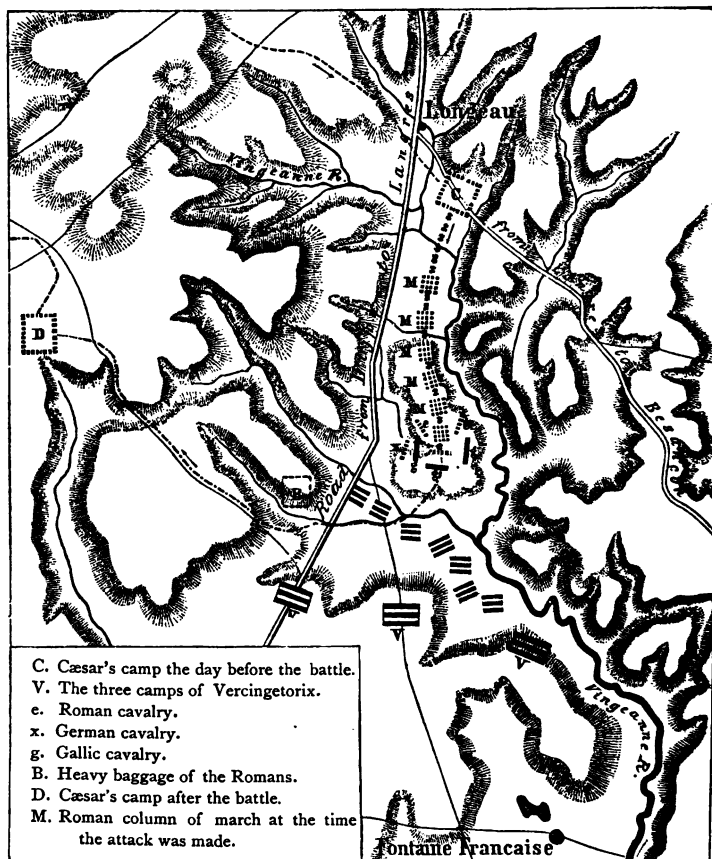 Longeau
Vingeanne R.
Langres
from
Besançon
D
M
M
M
M
M
B
Road
V
V
Vingeanne R.
C. Cæsar's camp the day before the battle.
V. The three camps of Vercingetorix.
e. Roman cavalry.
x. German cavalry.
g. Gallic cavalry.
B. Heavy baggage of the Romans.
D. Cæsar's camp after the battle.
M. Roman column of march at the time
the attack was made.
Fontaine Française